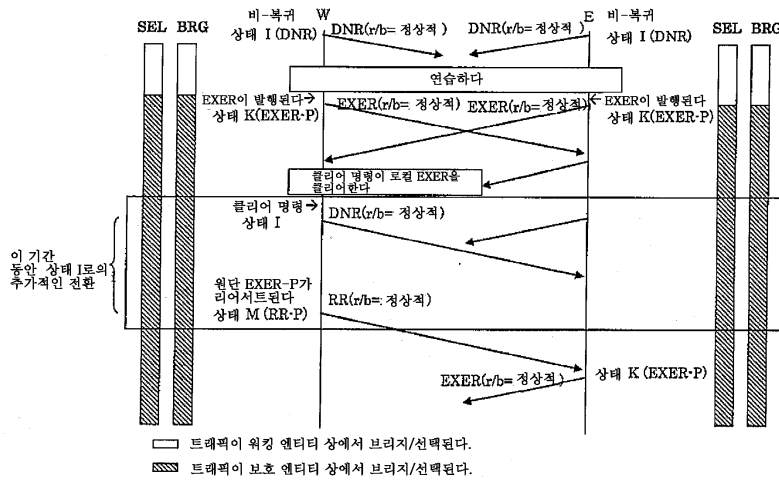 비-복귀
상태 I (DNR)
W
E
비-복귀
상태 I (DNR)
SEL BRG
SEL BRG
DNR(r/b= 정상적)
DNR(r/b= 정상적)
연습하다
EXER이 발행된다→
상태 K(EXER-P)
EXER(r/b= 정상적)
EXER(r/b= 정상적)
←EXER이 발행된다
상태 K(EXER-P)
클리어 명령이 로컬 EXER을
클리어한다
클리어 명령→
상태 I
DNR(r/b= 정상적)
이 기간
동안 상태 I로의
추가적인 전환
원단 EXER-P가
리어서트된다
상태 M (RR-P)
RR(r/b= 정상적)
EXER(r/b= 정상적)
상태 K (EXER-P)
트래픽이 워킹 엔티티 상에서 브리지/선택된다.
트래픽이 보호 엔티티 상에서 브리지/선택된다.